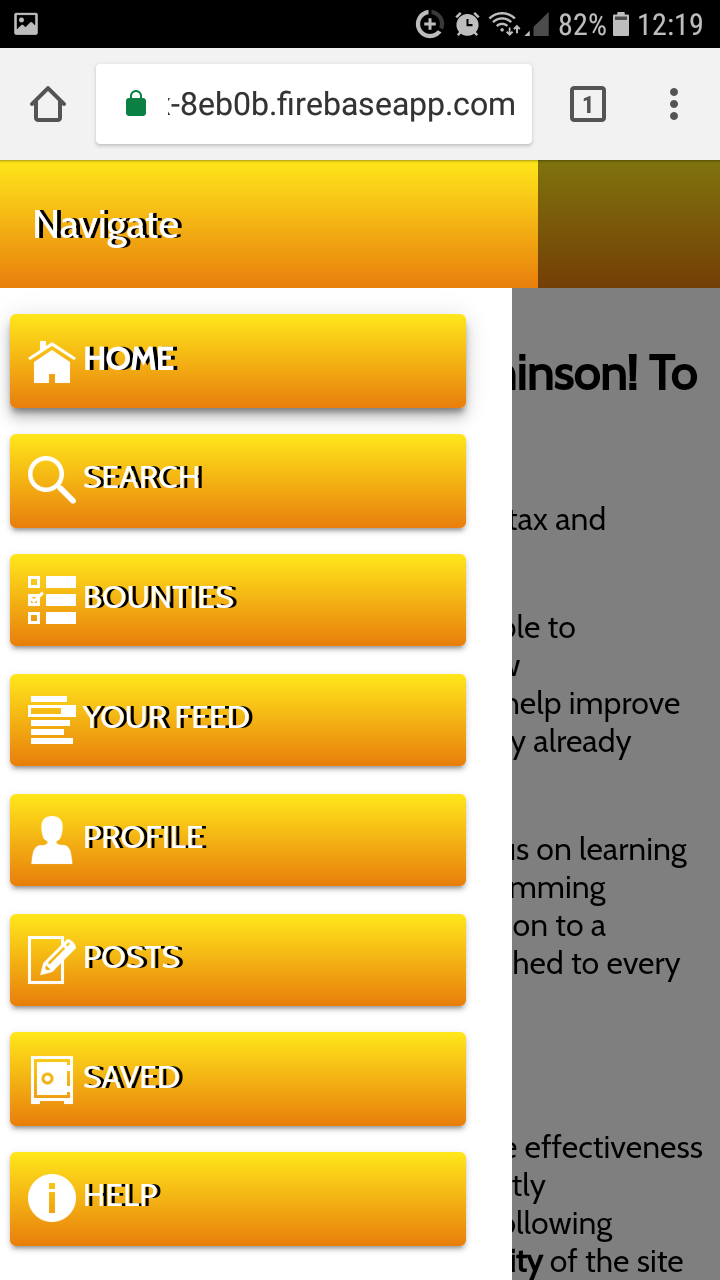 82% 12:19
-8eb0b.firebaseapp.com 1
Navigate
HOME
inson! To
SEARCH
tax and
BOUNTIES
ole to
help improve
YOUR FEED
y already
PROFILE
us on learning
mming
on to a
POSTS
hed to every
SAVED
e effectiveness
tly
HELP
ollowing
ity of the site